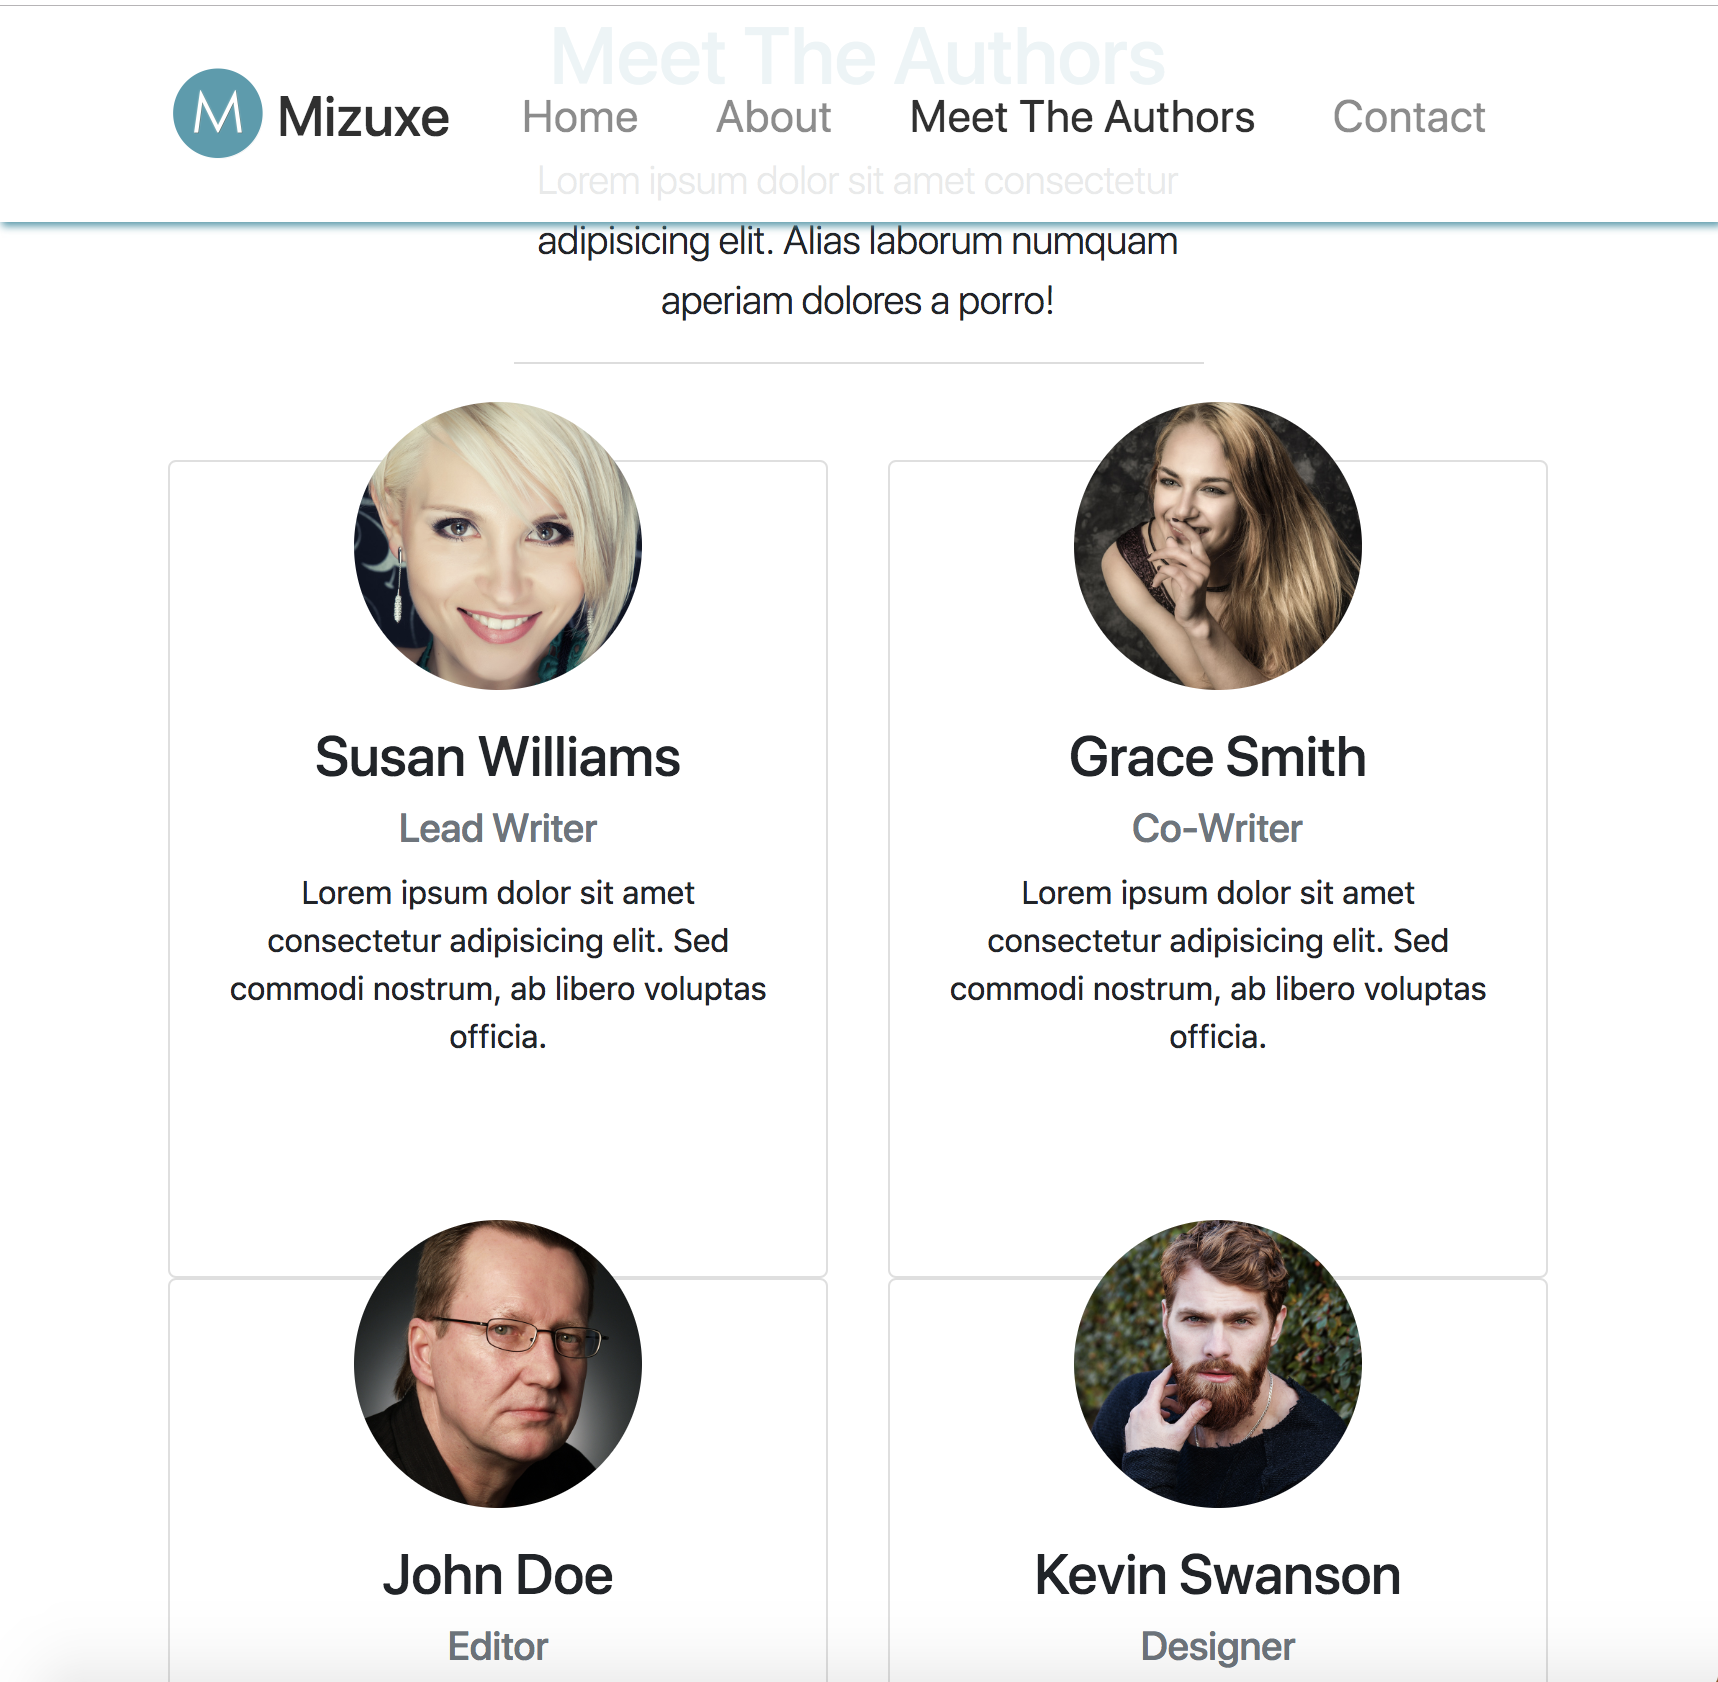 Meet The Authors
M Mizuxe Home About Meet The Authors Contact
Lorem ipsum dolor sit amet consectetur
adipisicing elit. Alias laborum numquam
aperiam dolores a porro!
Susan Williams
Lead Writer
Lorem ipsum dolor sit amet
consectetur adipisicing elit. Sed
commodi nostrum, ab libero voluptas
officia.
Grace Smith
Co-Writer
Lorem ipsum dolor sit amet
consectetur adipisicing elit. Sed
commodi nostrum, ab libero voluptas
officia.
John Doe
Editor
Kevin Swanson
Designer